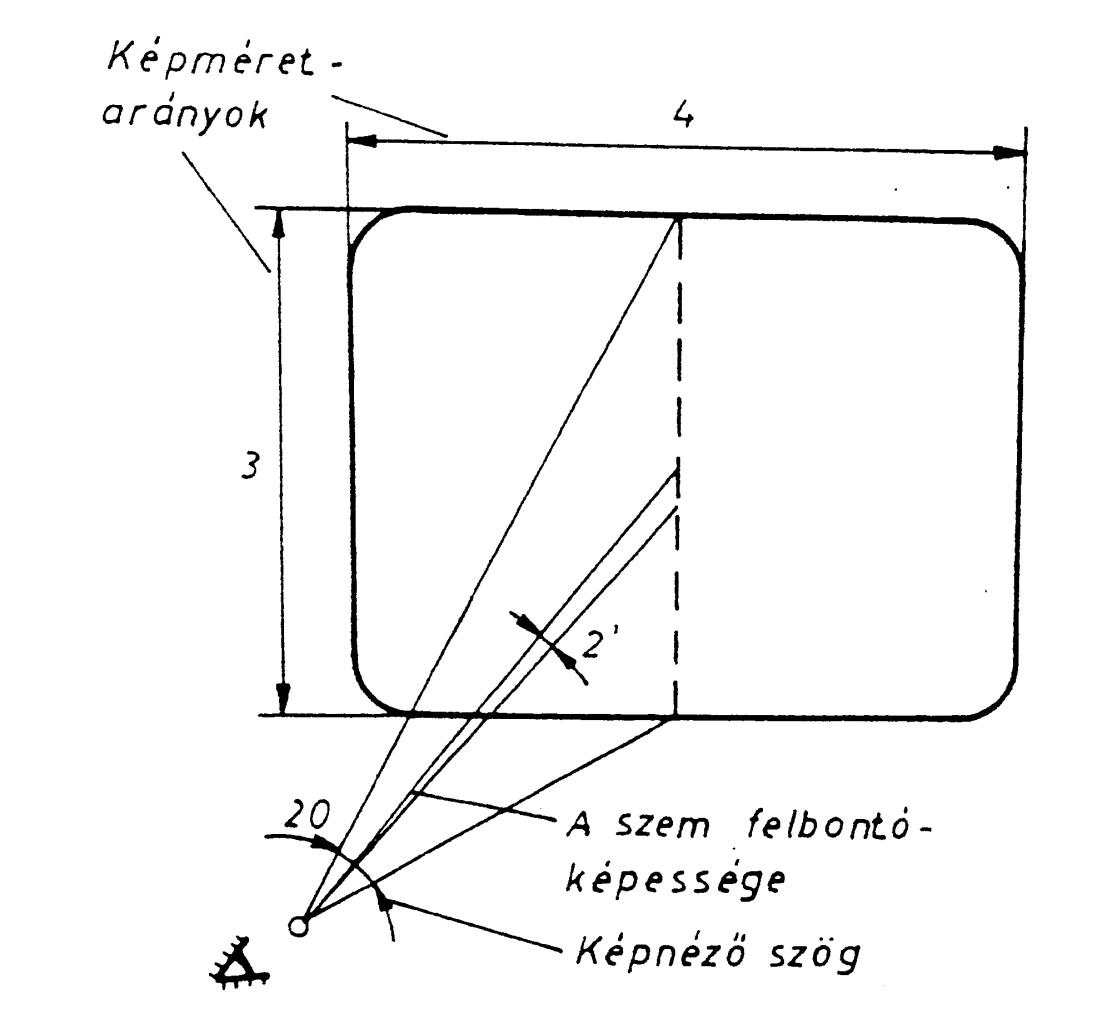 Képméret-
arányok
4
3
2'
20
A szem felbontó-
képessége
Képnéző szög